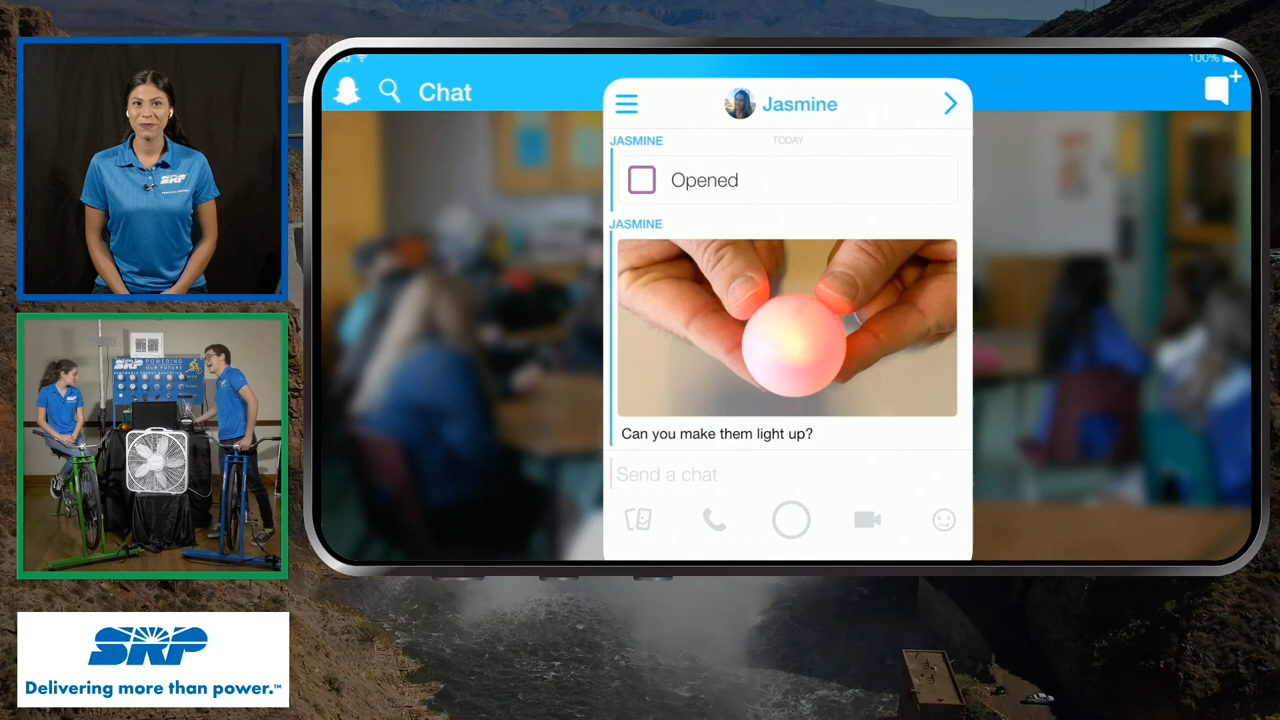 SRP
SRP POWERING
OUR FUTURE
SRP
Delivering more than power.™
100%
Chat
Jasmine
JASMINE
TODAY
Opened
JASMINE
Can you make them light up?
Send a chat